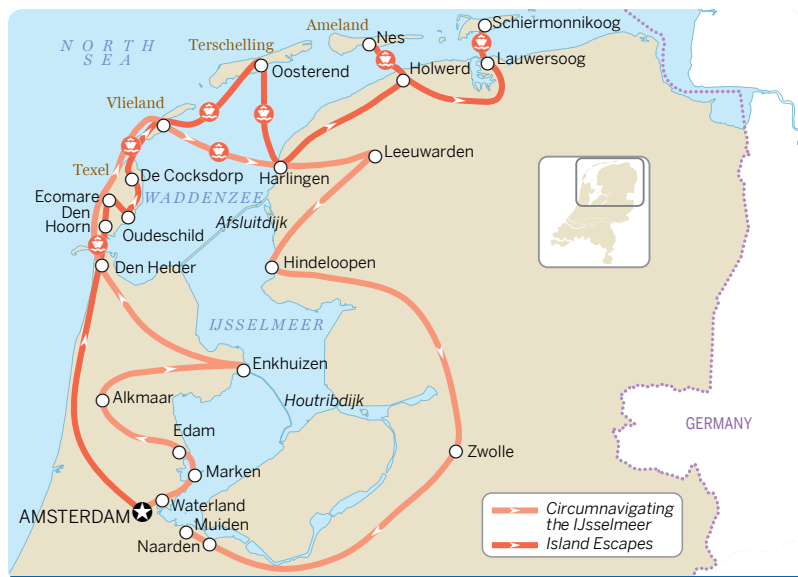 NORTH
SEA
Ameland
Schiermonnikoog
Terschelling
Nes
Oosterend
Holwerd
Lauwersoog
Vlieland
Leeuwarden
Texel
De Cocksdorp
Harlingen
Ecomare
WADDENZEE
Den
Hoorn
Oudeschild
Afsluitdijk
Den Helder
Hindeloopen
IJSSELMEER
Enkhuizen
Alkmaar
Houtribdijk
Edam
GERMANY
Zwolle
Marken
Waterland
AMSTERDAM
Muiden
Naarden
Circumnavigating
the IJsselmeer
Island Escapes